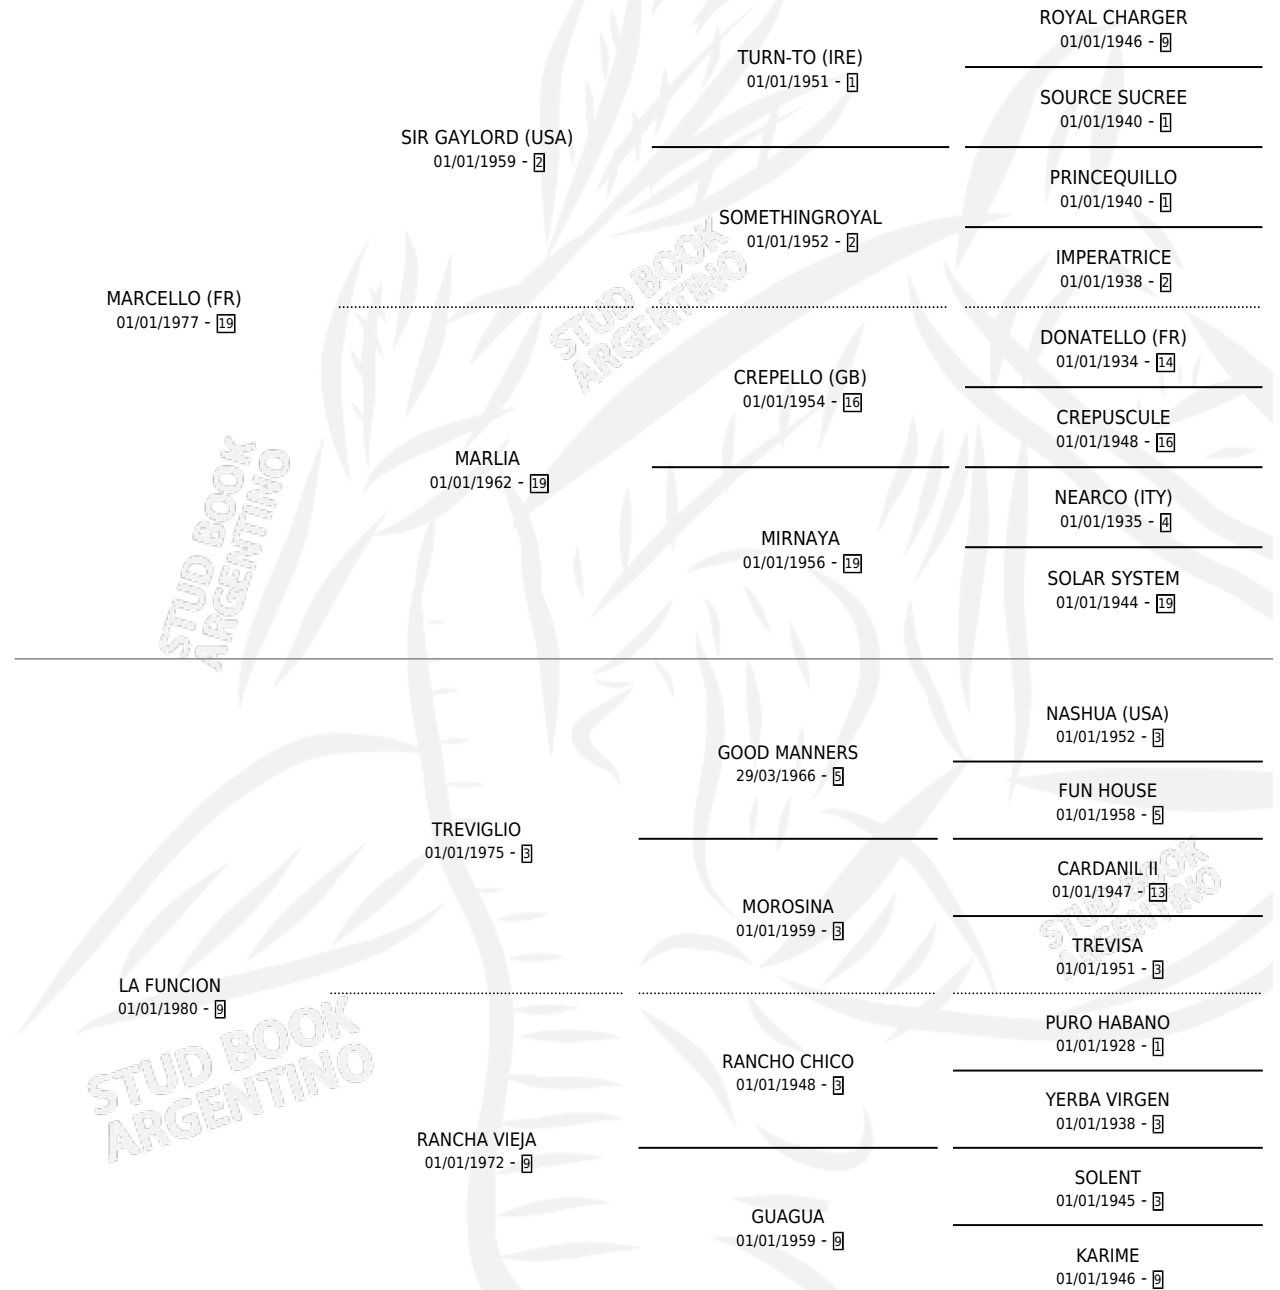 ROYAL CHARGER
01/01/1946 - 9
TURN-TO (IRE)
01/01/1951 - 1
SOURCE SUCREE
01/01/1940 - 1
SIR GAYLORD (USA)
01/01/1959 - 2
PRINCEQUILLO
01/01/1940 - 1
SOMETHINGROYAL
01/01/1952 - 2
IMPERATRICE
01/01/1938 - 2
MARCELLO (FR)
01/01/1977 - 19
STUD BOOK
ARGENTINO
DONATELLO (FR)
01/01/1934 - 14
CREPELLO (GB)
01/01/1954 - 16
CREPUSCULE
01/01/1948 - 16
MARLIA
01/01/1962 - 19
NEARCO (ITY)
01/01/1935 - 4
MIRNAYA
01/01/1956 - 19
SOLAR SYSTEM
01/01/1944 - 19
STUD BOOK
ARGENTINO
NASHUA (USA)
01/01/1952 - 3
GOOD MANNERS
29/03/1966 - 5
FUN HOUSE
01/01/1958 - 5
TREVIGLIO
01/01/1975 - 3
CARDANIL II
01/01/1947 - 13
MOROSINA
01/01/1959 - 3
TREVISA
01/01/1951 - 3
STUD BOOK
ARGENTINO
LA FUNCION
01/01/1980 - 9
PURO HABANO
01/01/1928 - 1
RANCHO CHICO
01/01/1948 - 3
YERBA VIRGEN
01/01/1938 - 3
STUD BOOK
ARGENTINO
RANCHA VIEJA
01/01/1972 - 9
SOLENT
01/01/1945 - 3
GUAGUA
01/01/1959 - 9
KARIME
01/01/1946 - 9